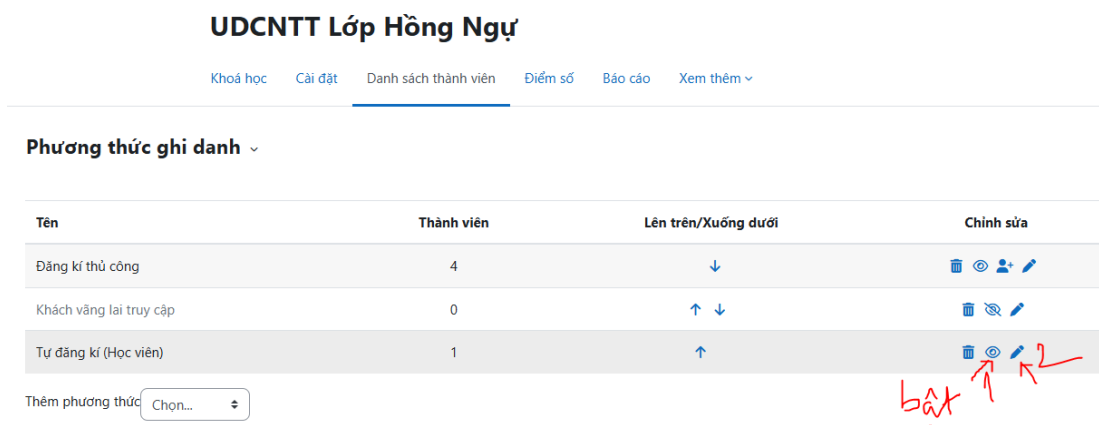 UDCNTT Lớp Hồng Ngự
Khoá học Cài đặt Danh sách thành viên Điểm số Báo cáo Xem thêm
Phương thức ghi danh
Tên Thành viên Lên trên/Xuống dưới Chỉnh sửa
Đăng kí thủ công 4
Khách vãng lai truy cập 0
Tự đăng kí (Học viên) 1
2
bật 1
Thêm phương thức Chọn...